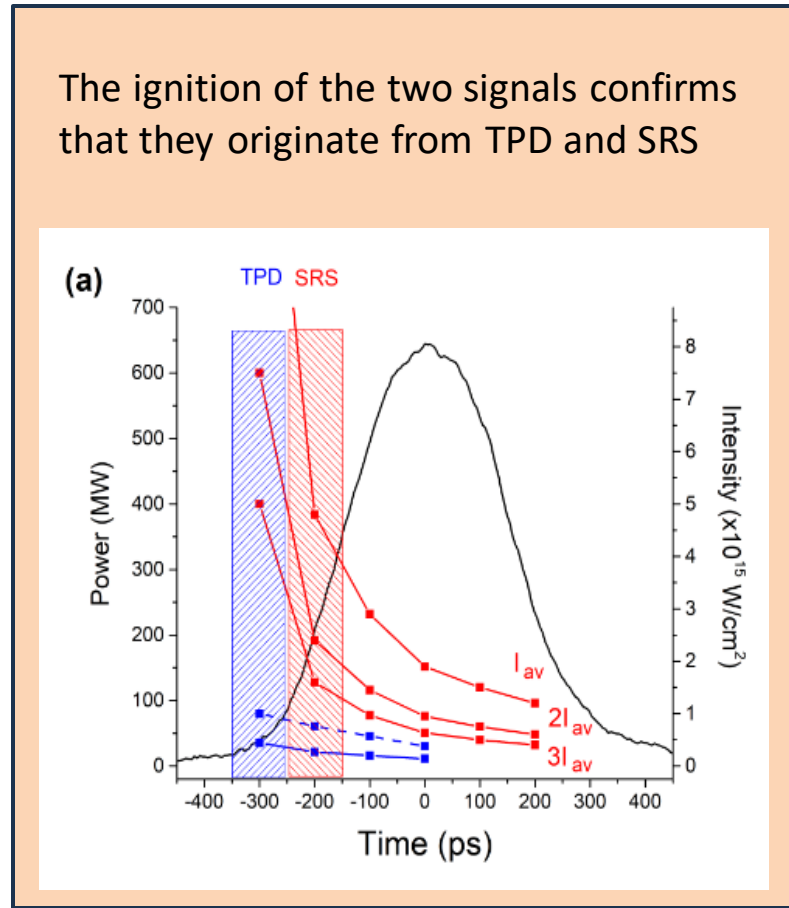 The ignition of the two signals confirms
that they originate from TPD and SRS
(a)
TPD SRS
700
600
500
400
300
200
100
0
Power (MW)
8
7
6
5
4
3
2
1
0
Intensity (x10¹⁵ W/cm²)
I av
2I av
3I av
-400 -300 -200 -100 0 100 200 300 400
Time (ps)